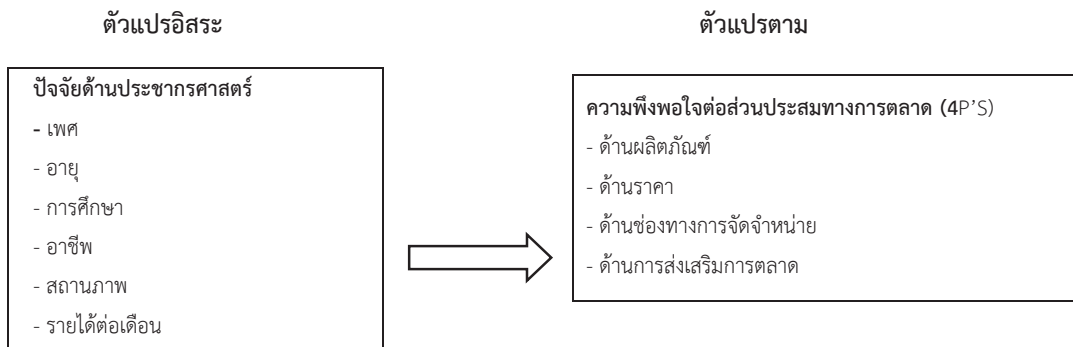 ตัวแปรอิสระ
ตัวแปรตาม
ปัจจัยด้านประชากรศาสตร์
- เพศ
- อายุ
- การศึกษา
- อาชีพ
- สถานภาพ
- รายได้ต่อเดือน
ความพึงพอใจต่อส่วนประสมทางการตลาด (4P'S)
- ด้านผลิตภัณฑ์
- ด้านราคา
- ด้านช่องทางการจัดจำหน่าย
- ด้านการส่งเสริมการตลาด